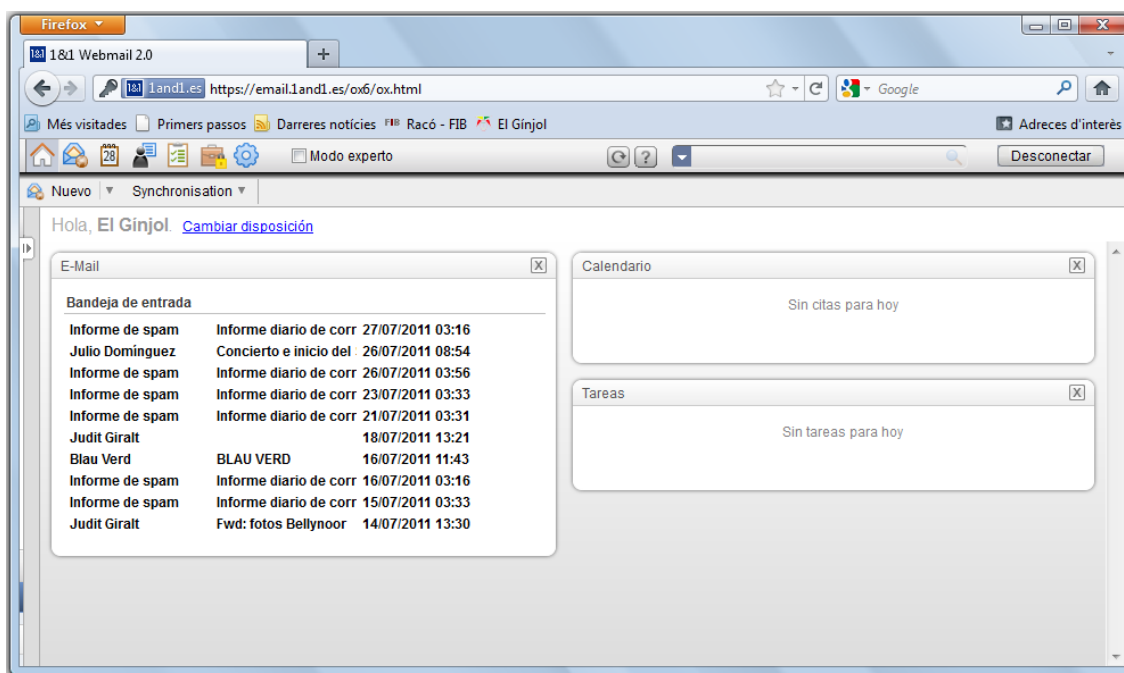 Firefox
1&1 1&1 Webmail 2.0
1&1 1and1.es https://email.1and1.es/ox6/ox.html Google
Més visitades Primers passos Darreres notícies FIB Racó - FIB El Gínjol Adreces d'interès
28 Modo experto Desconectar
Nuevo Synchronisation
Hola, El Gínjol. Cambiar disposición
E-Mail
Bandeja de entrada
Informe de spam Informe diario de corr 27/07/2011 03:16
Julio Domínguez Concierto e inicio del 26/07/2011 08:54
Informe de spam Informe diario de corr 26/07/2011 03:56
Informe de spam Informe diario de corr 23/07/2011 03:33
Informe de spam Informe diario de corr 21/07/2011 03:31
Judit Giralt 18/07/2011 13:21
Blau Verd BLAU VERD 16/07/2011 11:43
Informe de spam Informe diario de corr 16/07/2011 03:16
Informe de spam Informe diario de corr 15/07/2011 03:33
Judit Giralt Fwd: fotos Bellynoor 14/07/2011 13:30
Calendario
Sin citas para hoy
Tareas
Sin tareas para hoy